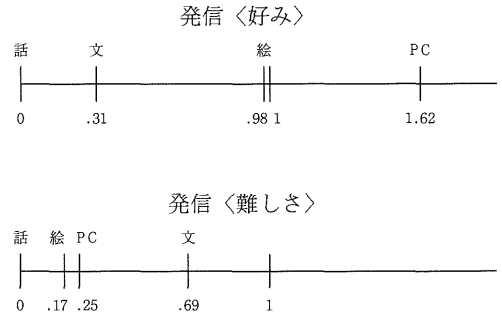 発信〈好み〉
話 文 絵 PC
0 .31 .98 1 1.62
発信〈難しさ〉
話 絵 PC 文
0 .17 .25 .69 1